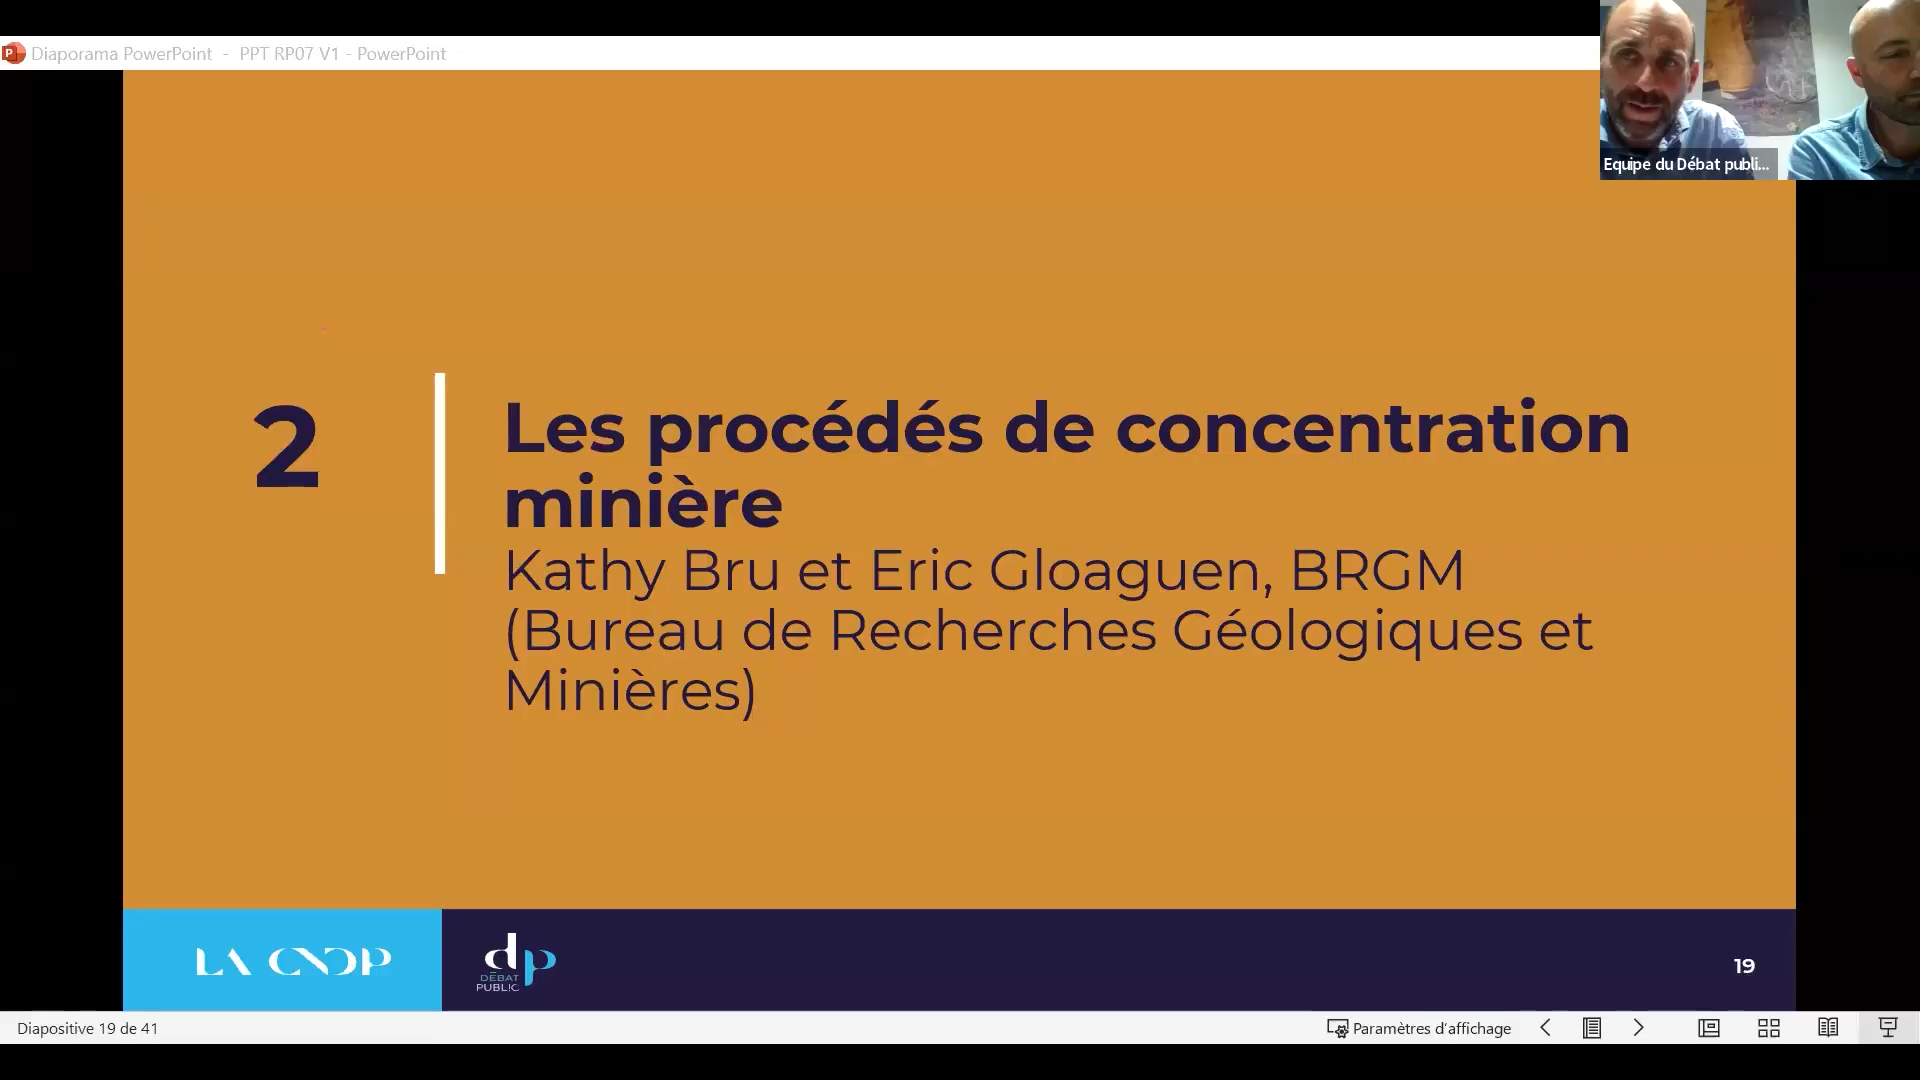 Diaporama PowerPoint - PPT RP07 V1 - PowerPoint
Equipe du Débat publi...
2
Les procédés de concentration
minière
Kathy Bru et Eric Gloaguen, BRGM
(Bureau de Recherches Géologiques et
Minières)
LA CNDP
dp
DÉBAT
PUBLIC
19
Diapositive 19 de 41
Paramètres d'affichage